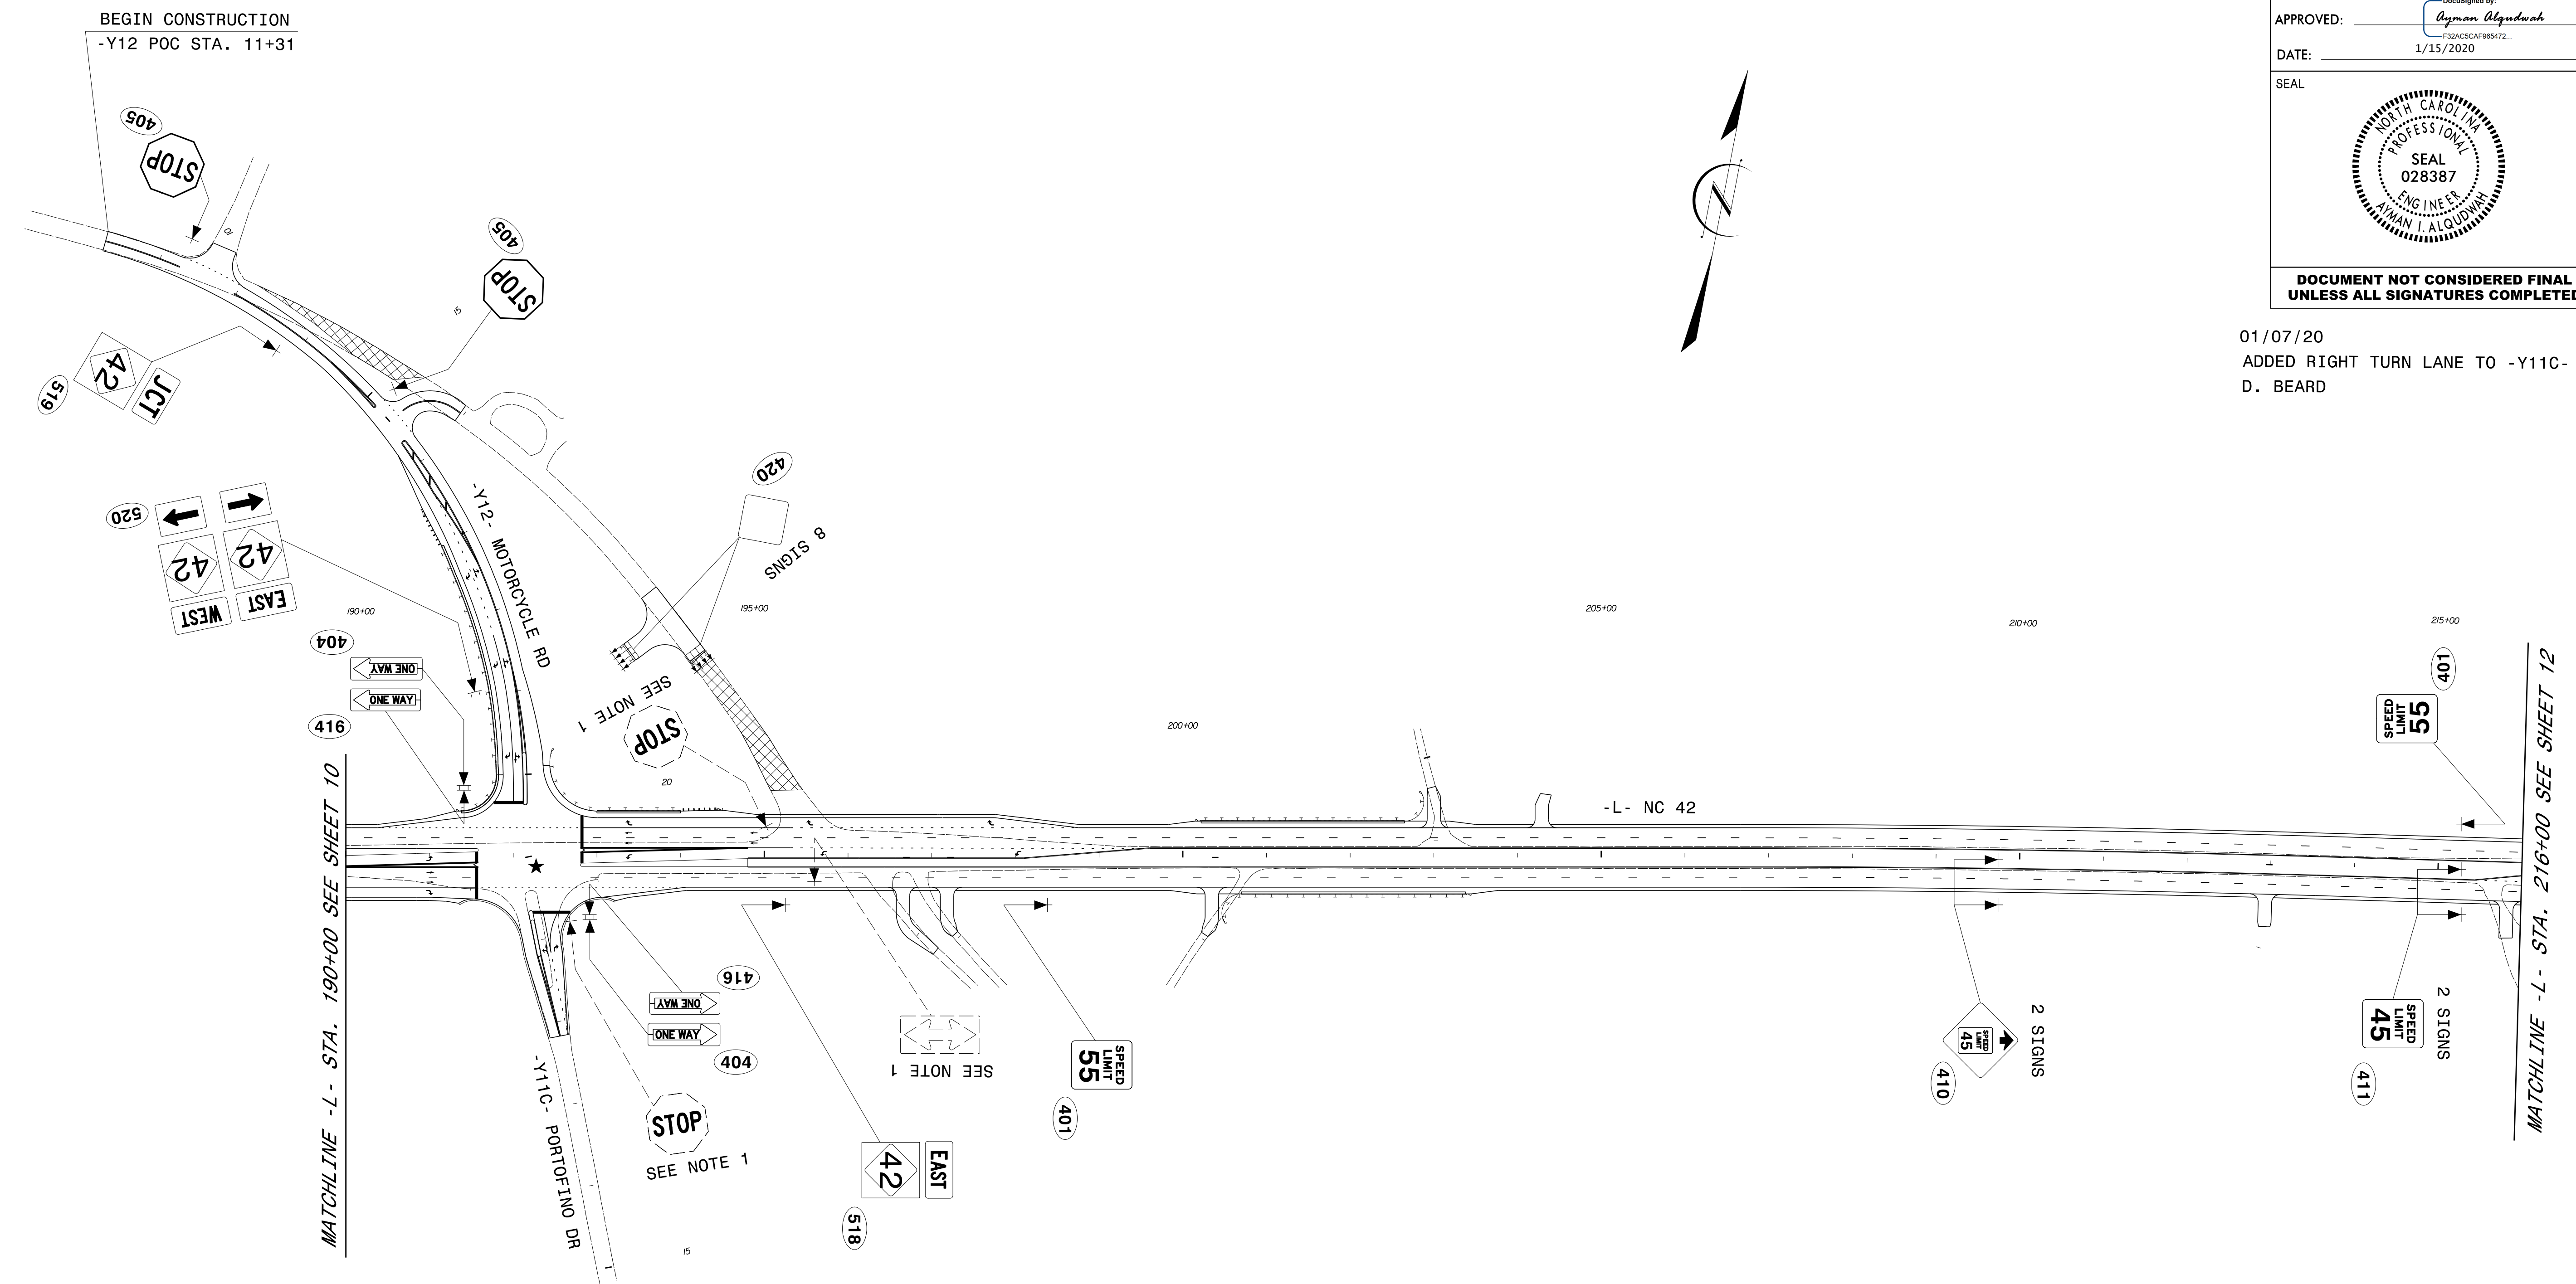 BEGIN CONSTRUCTION
-Y12 POC STA. 11+31
405
STOP
10
405
STOP
15
42
JCT
519
520
42
42
WEST
EAST
-Y12- MOTORCYCLE RD
420
8 SIGNS
190+00
195+00
200+00
205+00
210+00
215+00
404
ONE WAY
ONE WAY
416
SEE NOTE 1
STOP
20
MATCHLINE -L- STA. 190+00 SEE SHEET 10
-L- NC 42
401
SPEED LIMIT 55
MATCHLINE -L- STA. 216+00 SEE SHEET 12
416
ONE WAY
ONE WAY
404
-Y11C- PORTOFINO DR
STOP
SEE NOTE 1
15
42
EAST
518
SEE NOTE 1
SPEED LIMIT 55
401
SPEED LIMIT 45
2 SIGNS
410
SPEED LIMIT 45
2 SIGNS
411
DocuSigned by:
APPROVED: Ayman Alqudwah
F32AC5CAF965472...
DATE: 1/15/2020
SEAL
NORTH CAROLINA
PROFESSIONAL
SEAL
028387
ENGINEER
AYMAN I. ALQUDWAH
DOCUMENT NOT CONSIDERED FINAL
UNLESS ALL SIGNATURES COMPLETED
01/07/20
ADDED RIGHT TURN LANE TO -Y11C-
D. BEARD